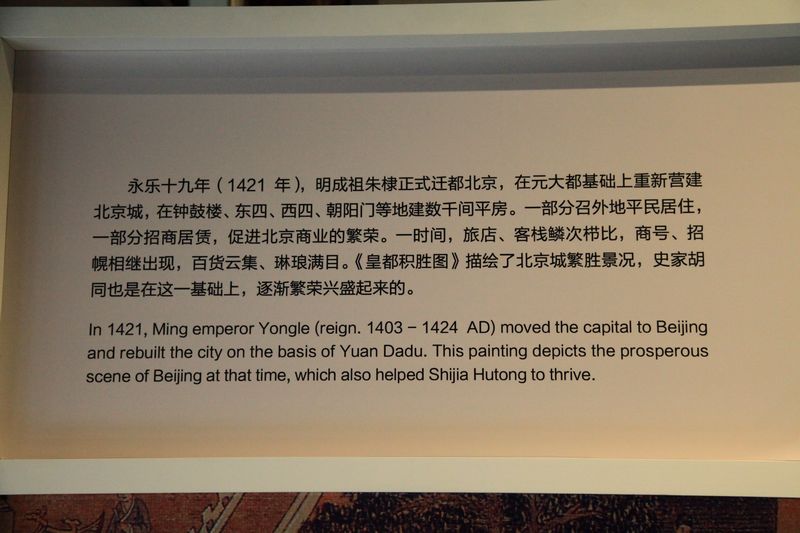 永乐十九年（1421 年），明成祖朱棣正式迁都北京，在元大都基础上重新营建
北京城，在钟鼓楼、东四、西四、朝阳门等地建数千间平房。一部分召外地平民居住，
一部分招商居赁，促进北京商业的繁荣。一时间，旅店、客栈鳞次栉比，商号、招
幌相继出现，百货云集、琳琅满目。《皇都积胜图》描绘了北京城繁胜景况，史家胡
同也是在这一基础上，逐渐繁荣兴盛起来的。
In 1421, Ming emperor Yongle (reign. 1403 – 1424 AD) moved the capital to Beijing
and rebuilt the city on the basis of Yuan Dadu. This painting depicts the prosperous
scene of Beijing at that time, which also helped Shijia Hutong to thrive.